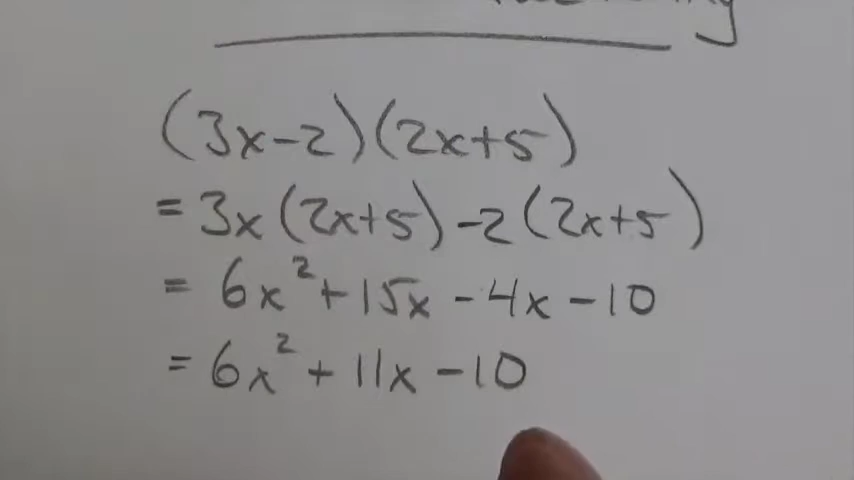 (3x-2)(2x+5)
= 3x(2x+5)-2(2x+5)
= 6x² + 15x - 4x - 10
= 6x² + 11x - 10